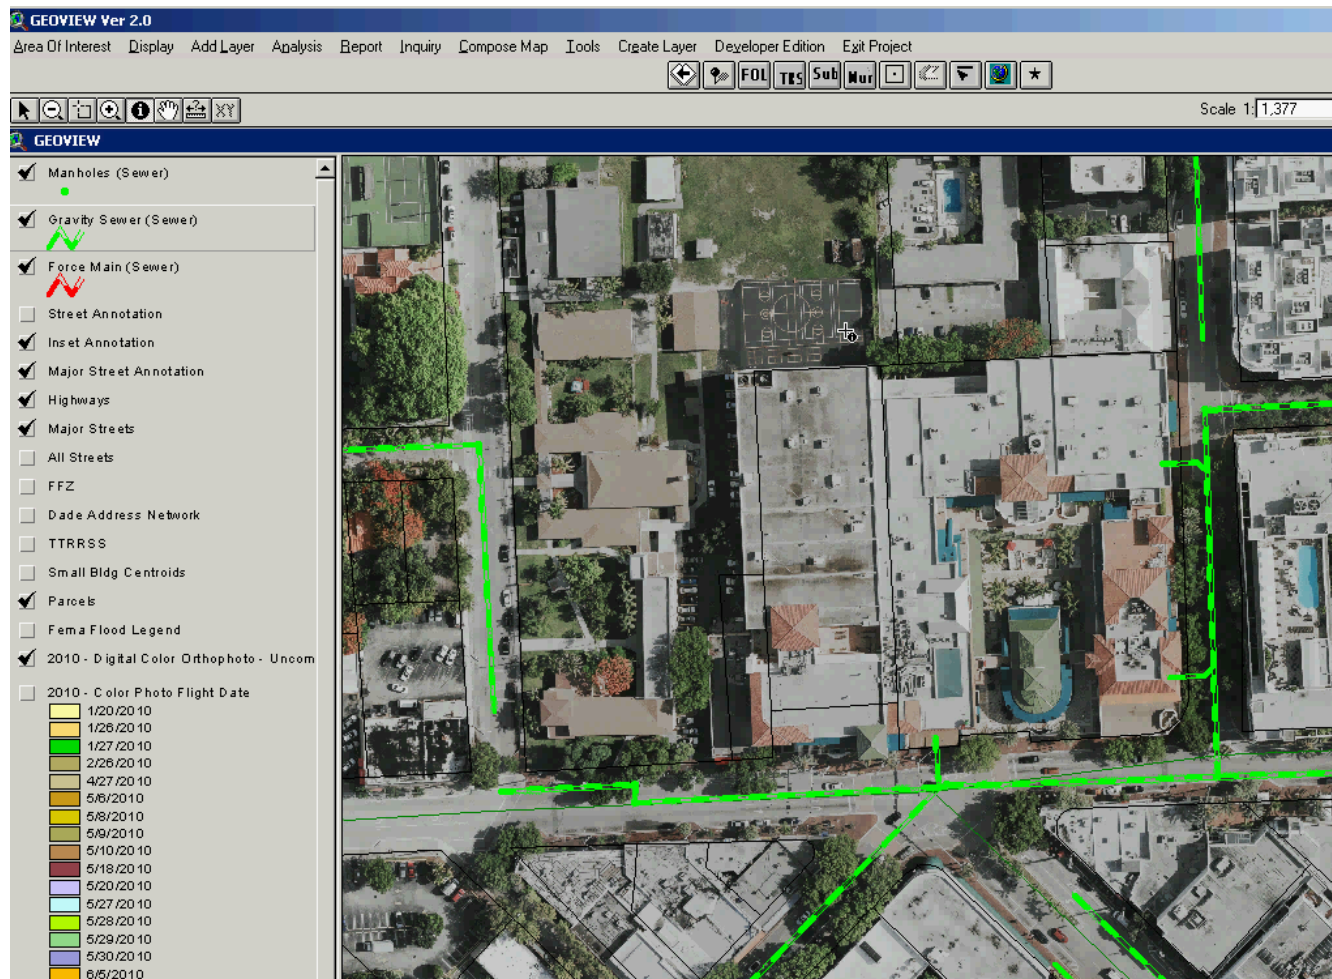 GEOVIEW Ver 2.0
Area Of Interest Display Add Layer Analysis Report Inquiry Compose Map Tools Create Layer Developer Edition Exit Project
FOL TRS Sub Mur
XY Scale 1: 1,377
GEOVIEW
Manholes (Sewer)
Gravity Sewer (Sewer)
Force Main (Sewer)
Street Annotation
Inset Annotation
Major Street Annotation
Highways
Major Streets
All Streets
FFZ
Dade Address Network
TTRRSS
Small Bldg Centroids
Parcels
Fema Flood Legend
2010 - Digital Color Orthophoto - Uncom
2010 - Color Photo Flight Date
1/20/2010
1/26/2010
1/27/2010
2/26/2010
4/27/2010
5/6/2010
5/8/2010
5/9/2010
5/10/2010
5/18/2010
5/20/2010
5/27/2010
5/28/2010
5/29/2010
5/30/2010
6/5/2010